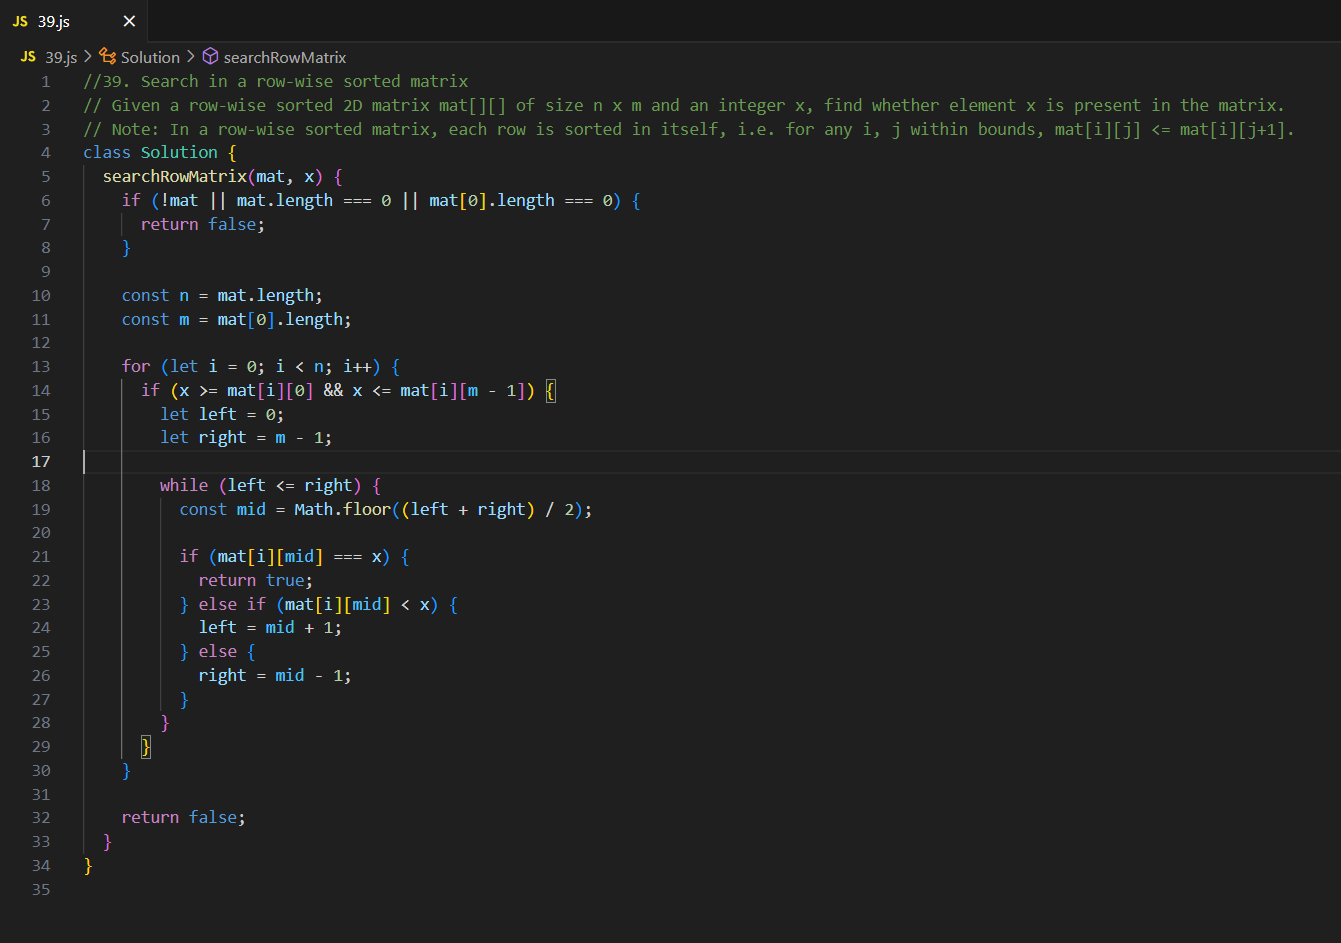 JS 39.js ×
JS 39.js > Solution > searchRowMatrix
1 //39. Search in a row-wise sorted matrix
2 // Given a row-wise sorted 2D matrix mat[][] of size n x m and an integer x, find whether element x is present in the matrix.
3 // Note: In a row-wise sorted matrix, each row is sorted in itself, i.e. for any i, j within bounds, mat[i][j] <= mat[i][j+1].
4 class Solution {
5   searchRowMatrix(mat, x) {
6     if (!mat || mat.length === 0 || mat[0].length === 0) {
7       return false;
8     }
9
10     const n = mat.length;
11     const m = mat[0].length;
12
13     for (let i = 0; i < n; i++) {
14       if (x >= mat[i][0] && x <= mat[i][m - 1]) {
15         let left = 0;
16         let right = m - 1;
17
18         while (left <= right) {
19           const mid = Math.floor((left + right) / 2);
20
21           if (mat[i][mid] === x) {
22             return true;
23           } else if (mat[i][mid] < x) {
24             left = mid + 1;
25           } else {
26             right = mid - 1;
27           }
28         }
29       }
30     }
31
32     return false;
33   }
34 }
35